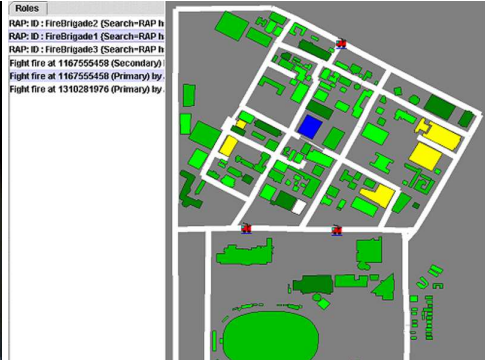 Roles
RAP: ID : FireBrigade2 {Search=RAP h
RAP: ID : FireBrigade1 {Search=RAP h
RAP: ID : FireBrigade3 {Search=RAP h
Fight fire at 1167555458 (Secondary)
Fight fire at 1167555458 (Primary) by
Fight fire at 1310281976 (Primary) by